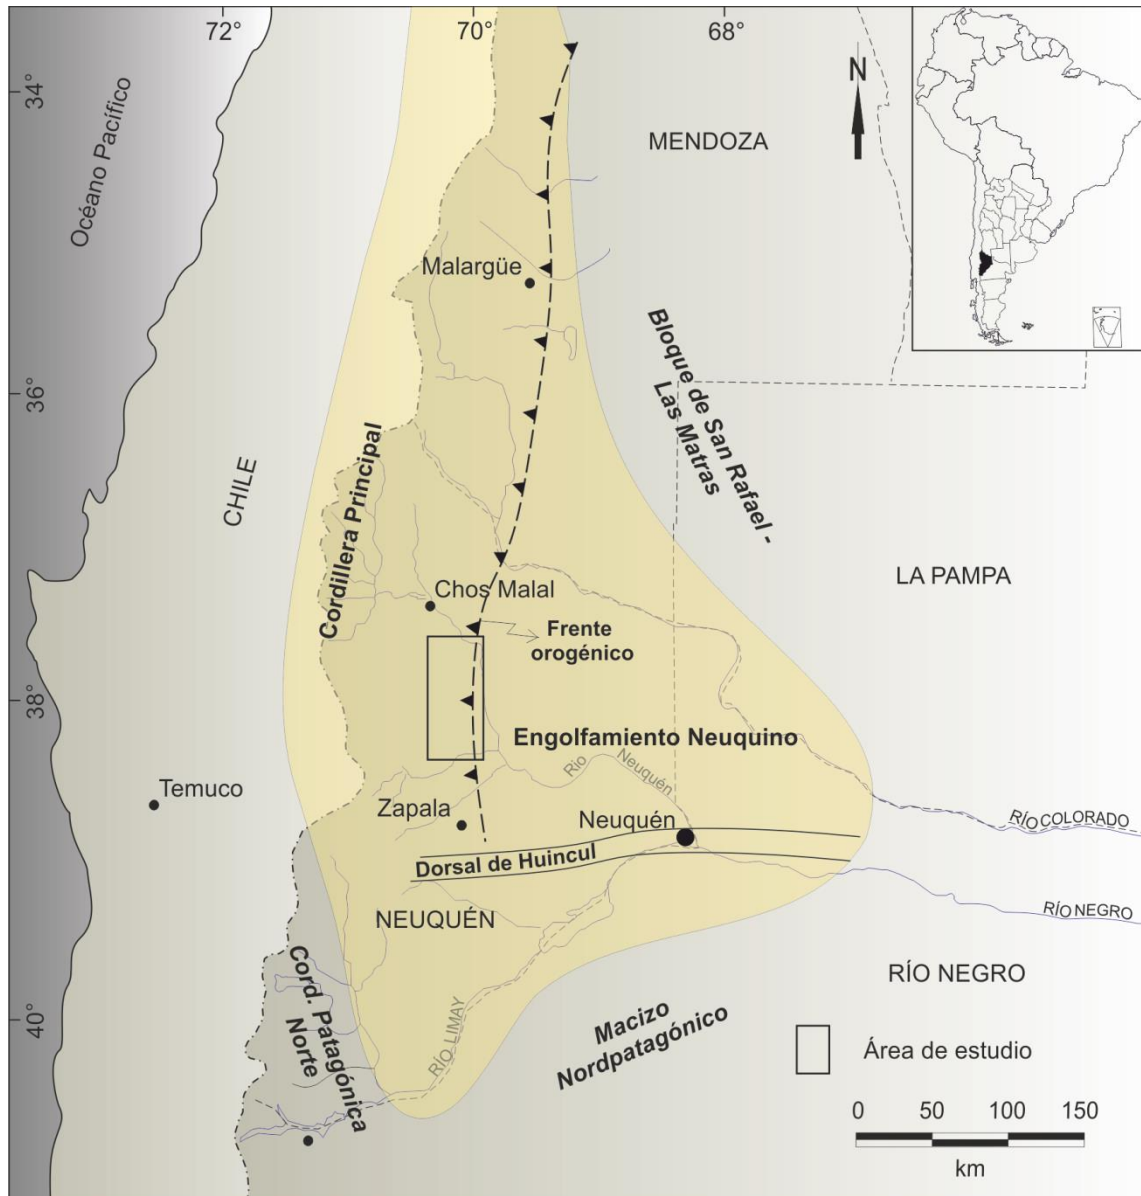 72°
70°
68°
34°
36°
38°
40°
Océano Pacífico
N
MENDOZA
Malargüe
Bloque de San Rafael -
Las Matras
CHILE
Cordillera Principal
LA PAMPA
Chos Malal
Frente
orogénico
Engolfamiento Neuquino
Rio Neuquén
Temuco
Zapala
Neuquén
RÍO COLORADO
Dorsal de Huincul
NEUQUÉN
RÍO NEGRO
RÍO NEGRO
Cord. Patagónica
Norte
RÍO LIMAY
Macizo
Nordpatagónico
Área de estudio
0 50 100 150
km